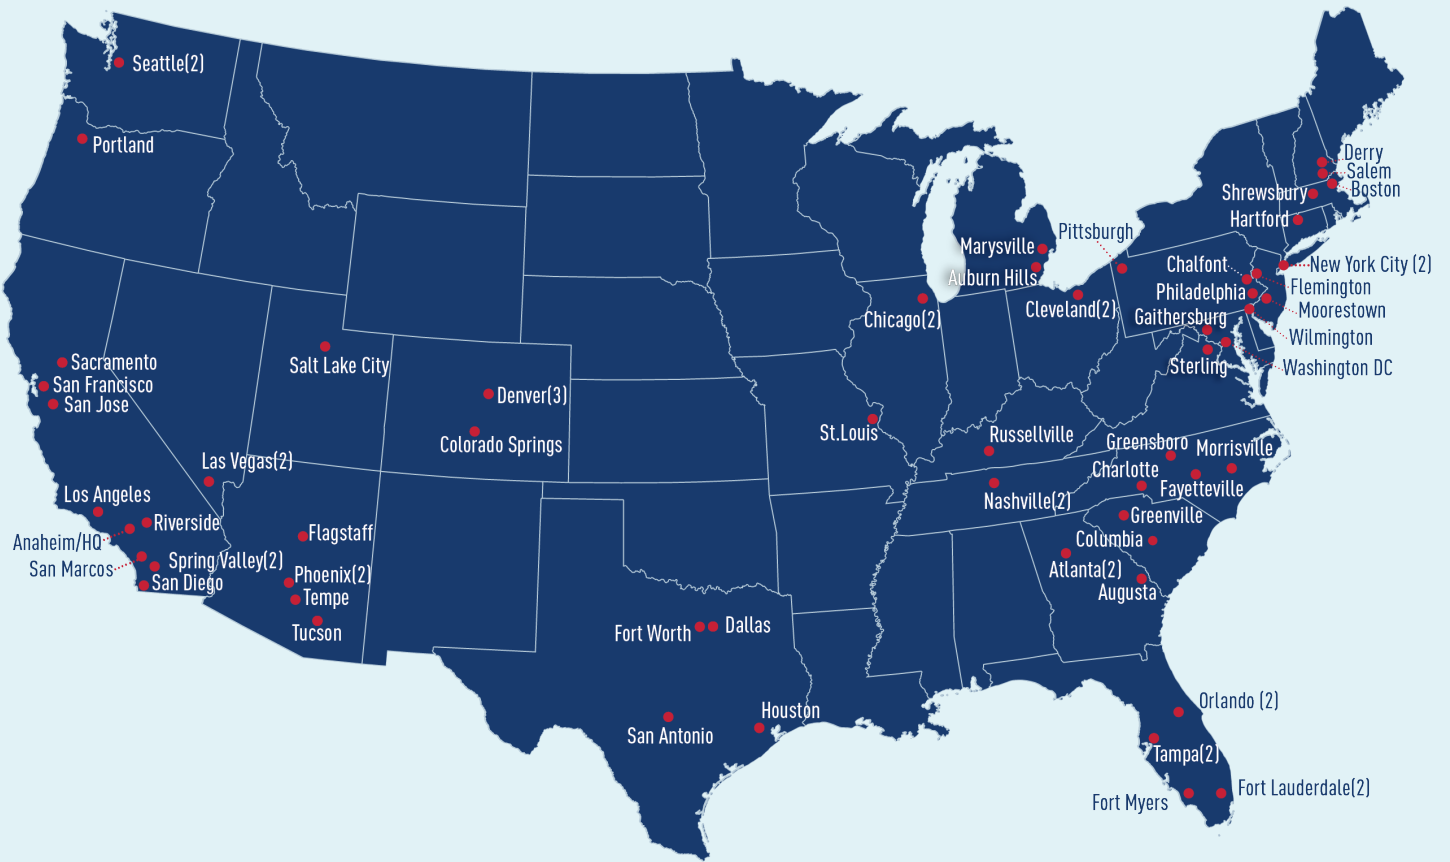 Seattle(2)
Portland
Derry
Salem
Boston
Shrewsbury
Hartford
Pittsburgh
Marysville
Auburn Hills
Chalfont
New York City (2)
Flemington
Philadelphia
Moorestown
Cleveland(2)
Chicago(2)
Gaithersburg
Wilmington
Sterling
Washington DC
Sacramento
San Francisco
San Jose
Salt Lake City
Denver(3)
Colorado Springs
St.Louis
Russellville
Greensboro
Morrisville
Las Vegas(2)
Charlotte
Fayetteville
Nashville(2)
Los Angeles
Riverside
Greenville
Anaheim/HQ
Flagstaff
Columbia
San Marcos
Spring Valley(2)
San Diego
Phoenix(2)
Atlanta(2)
Augusta
Tempe
Tucson
Fort Worth
Dallas
Houston
San Antonio
Orlando (2)
Tampa(2)
Fort Myers
Fort Lauderdale(2)